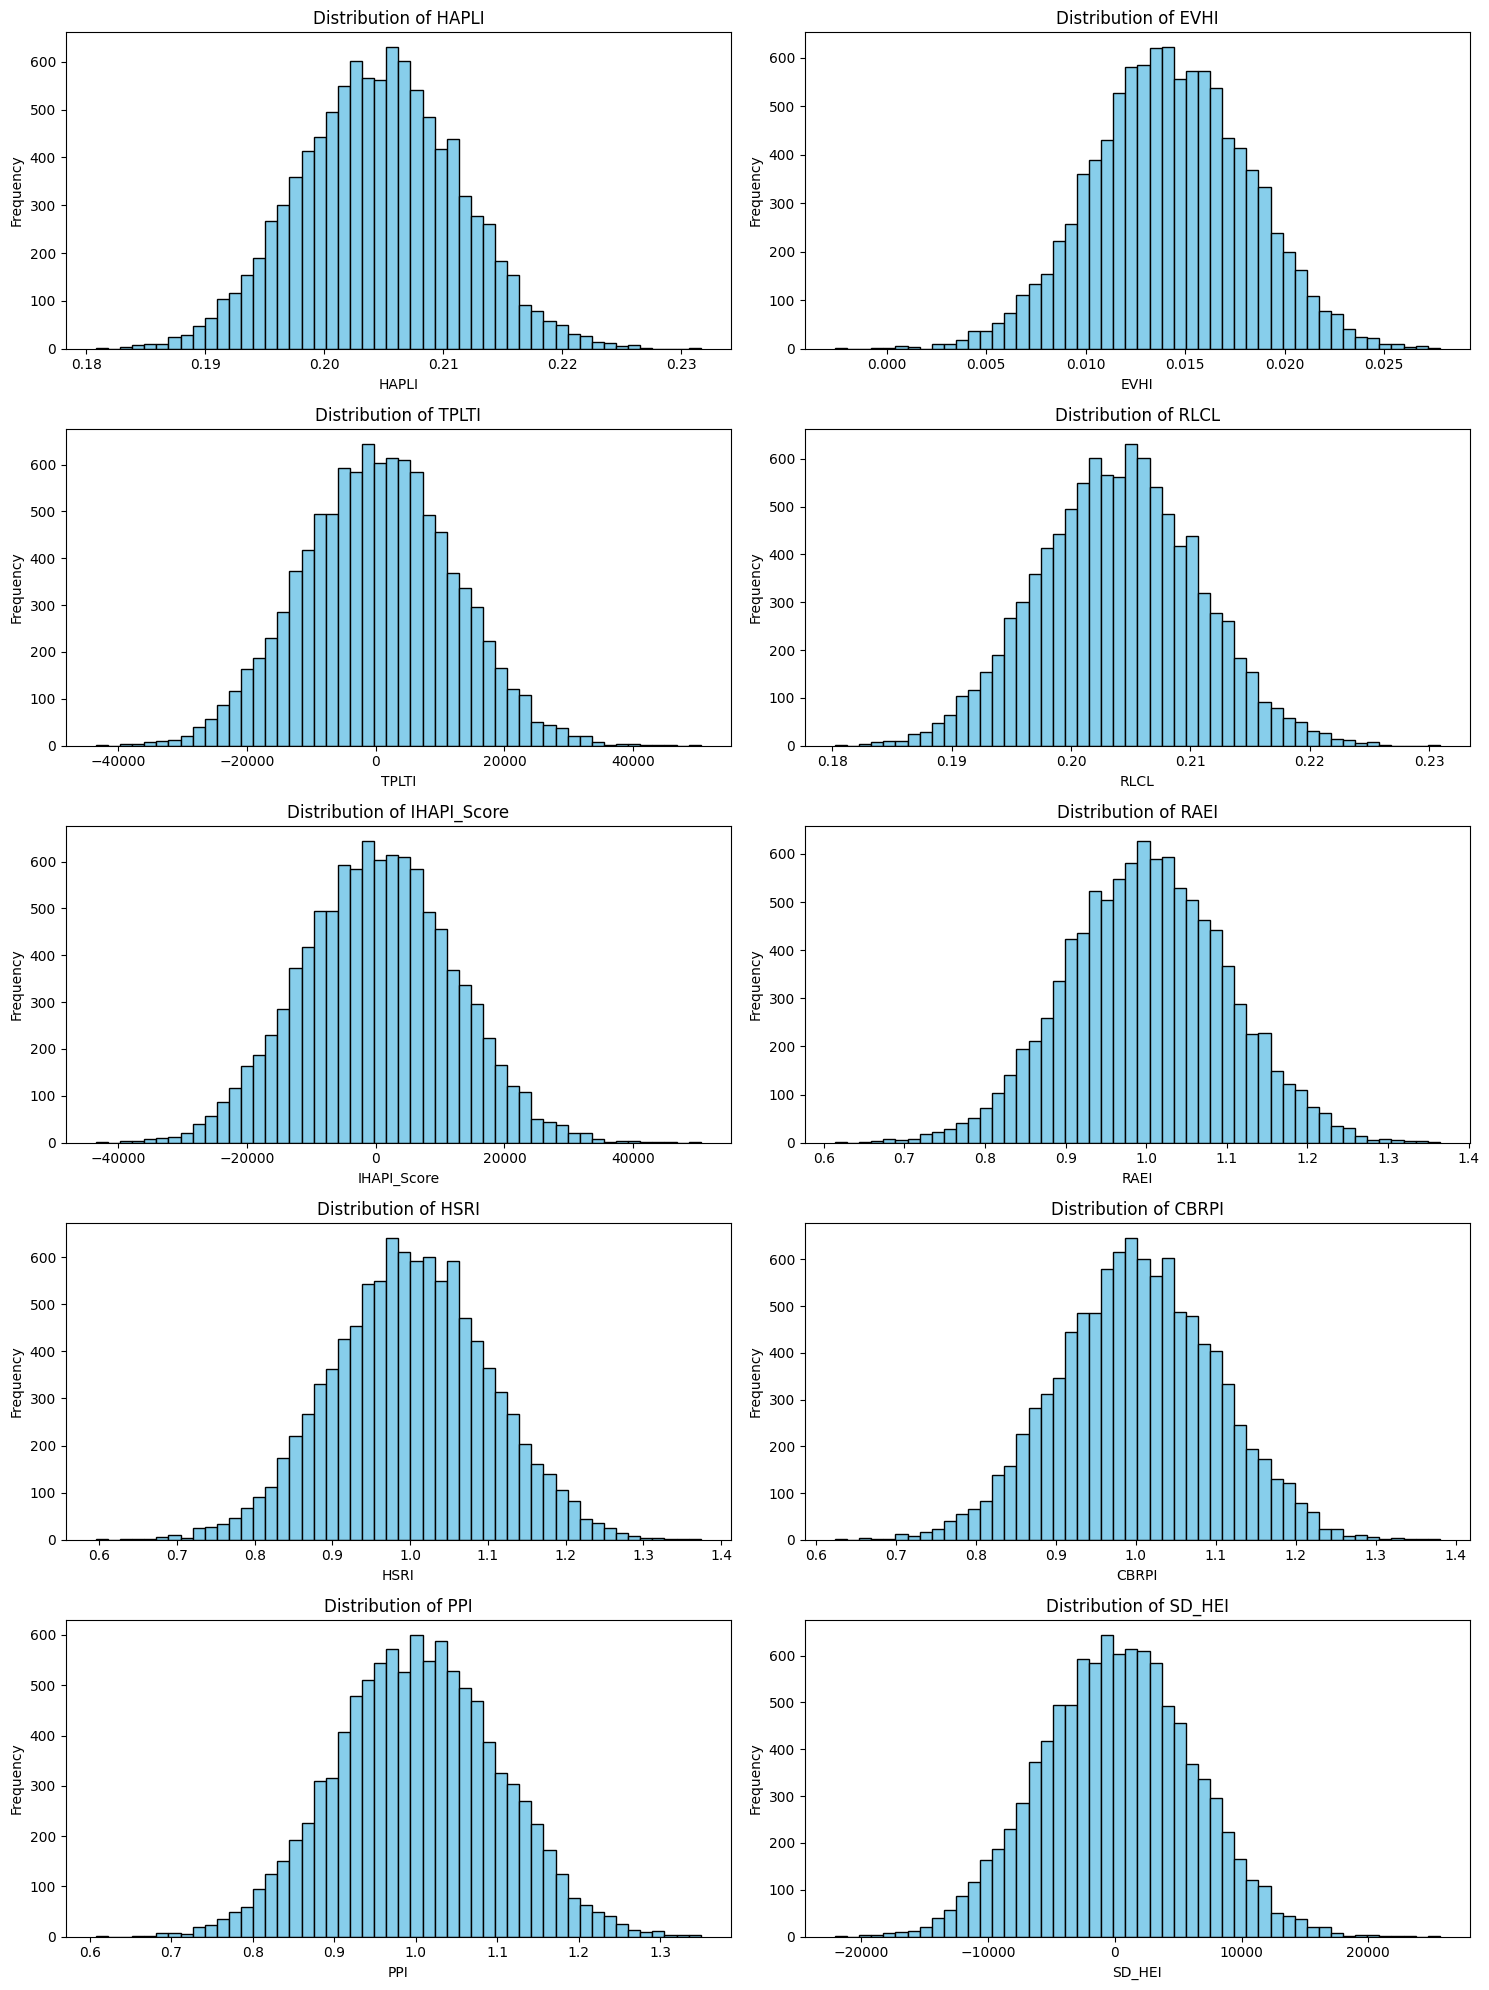 Distribution of HAPLI
600
500
400
300
200
100
0
Frequency
0.18 0.19 0.20 0.21 0.22 0.23
HAPLI
Distribution of EVHI
600
500
400
300
200
100
0
Frequency
0.000 0.005 0.010 0.015 0.020 0.025
EVHI
Distribution of TPLTI
600
500
400
300
200
100
0
Frequency
−40000 −20000 0 20000 40000
TPLTI
Distribution of RLCL
600
500
400
300
200
100
0
Frequency
0.18 0.19 0.20 0.21 0.22 0.23
RLCL
Distribution of IHAPI_Score
600
500
400
300
200
100
0
Frequency
−40000 −20000 0 20000 40000
IHAPI_Score
Distribution of RAEI
600
500
400
300
200
100
0
Frequency
0.6 0.7 0.8 0.9 1.0 1.1 1.2 1.3 1.4
RAEI
Distribution of HSRI
600
500
400
300
200
100
0
Frequency
0.6 0.7 0.8 0.9 1.0 1.1 1.2 1.3 1.4
HSRI
Distribution of CBRPI
600
500
400
300
200
100
0
Frequency
0.6 0.7 0.8 0.9 1.0 1.1 1.2 1.3 1.4
CBRPI
Distribution of PPI
600
500
400
300
200
100
0
Frequency
0.6 0.7 0.8 0.9 1.0 1.1 1.2 1.3
PPI
Distribution of SD_HEI
600
500
400
300
200
100
0
Frequency
−20000 −10000 0 10000 20000
SD_HEI